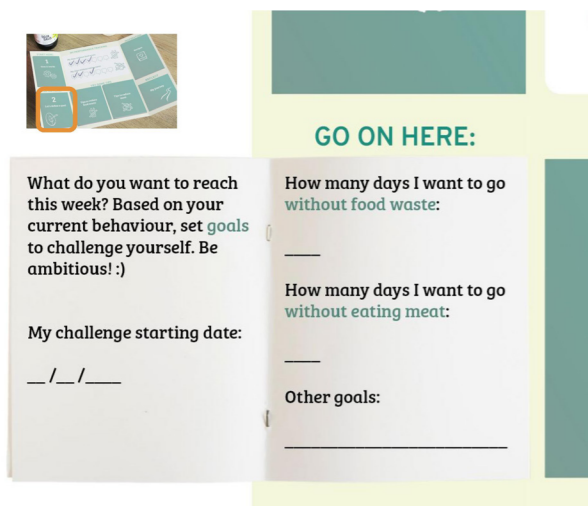 GO ON HERE:
What do you want to reach
this week? Based on your
current behaviour, set goals
to challenge yourself. Be
ambitious! :)
My challenge starting date:
__ /__ /____
How many days I want to go
without food waste:
____
How many days I want to go
without eating meat:
____
Other goals:
_________________________